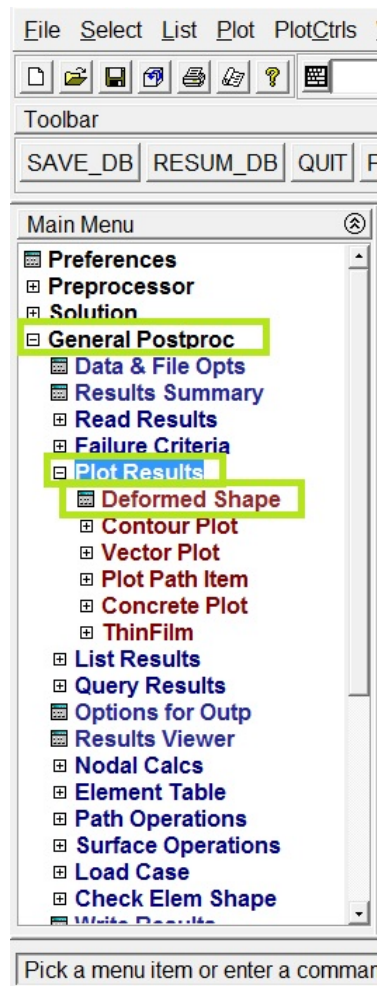 File Select List Plot PlotCtrls
Toolbar
SAVE_DB RESUM_DB QUIT
Main Menu
Preferences
Preprocessor
Solution
General Postproc
Data & File Opts
Results Summary
Read Results
Failure Criteria
Plot Results
Deformed Shape
Contour Plot
Vector Plot
Plot Path Item
Concrete Plot
ThinFilm
List Results
Query Results
Options for Outp
Results Viewer
Nodal Calcs
Element Table
Path Operations
Surface Operations
Load Case
Check Elem Shape
Write Results
Pick a menu item or enter a comman